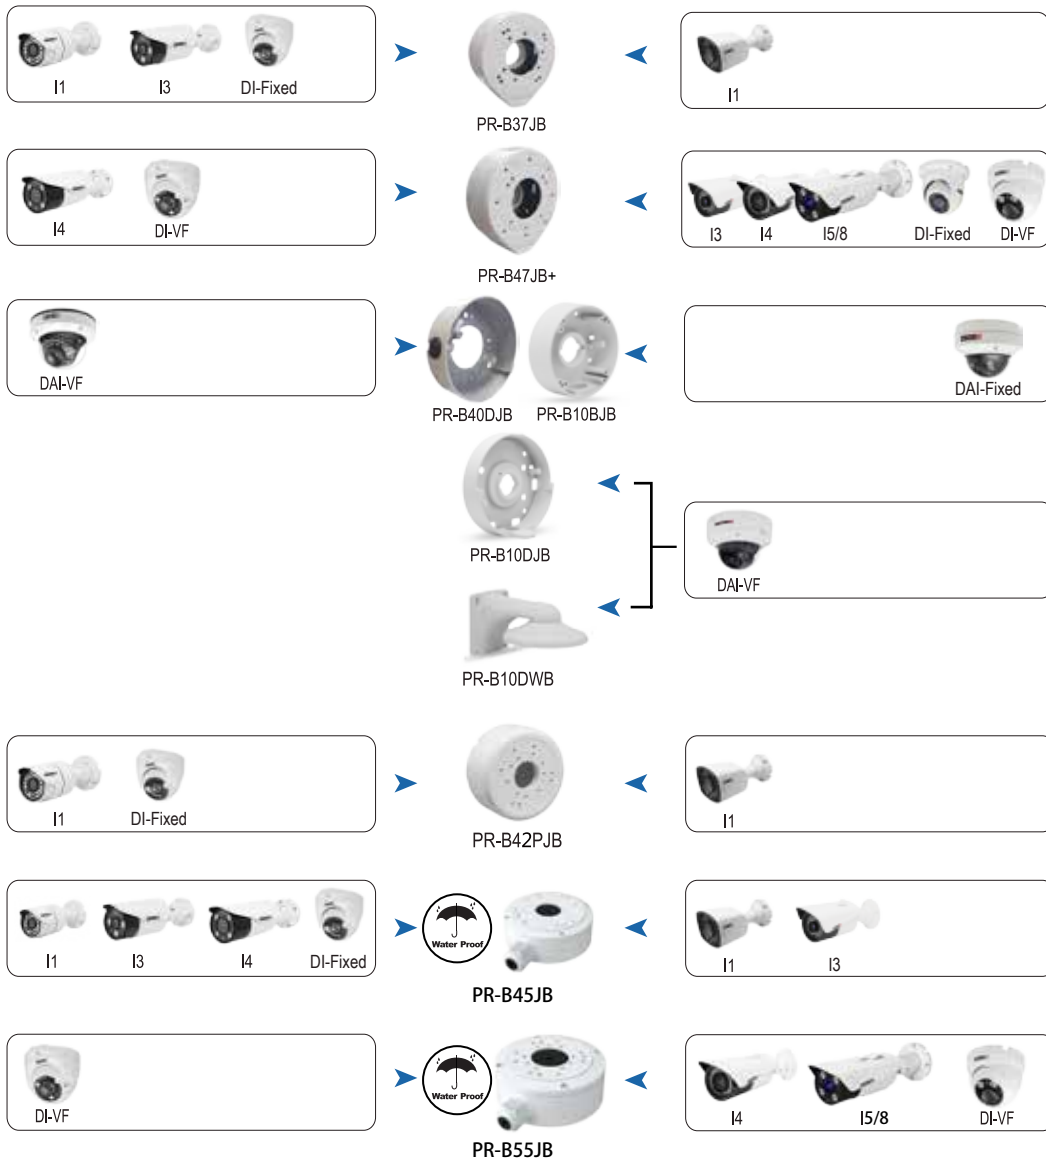 I1 I3 DI-Fixed
PR-B37JB
I1
I4 DI-VF
PR-B47JB+
I3 I4 I5/8 DI-Fixed DI-VF
DAI-VF
PR-B40DJB PR-B10BJB
DAI-Fixed
PR-B10DJB
DAI-VF
PR-B10DWB
I1 DI-Fixed
PR-B42PJB
I1
I1 I3 I4 DI-Fixed
Water Proof
PR-B45JB
I1 I3
DI-VF
Water Proof
PR-B55JB
I4 I5/8 DI-VF